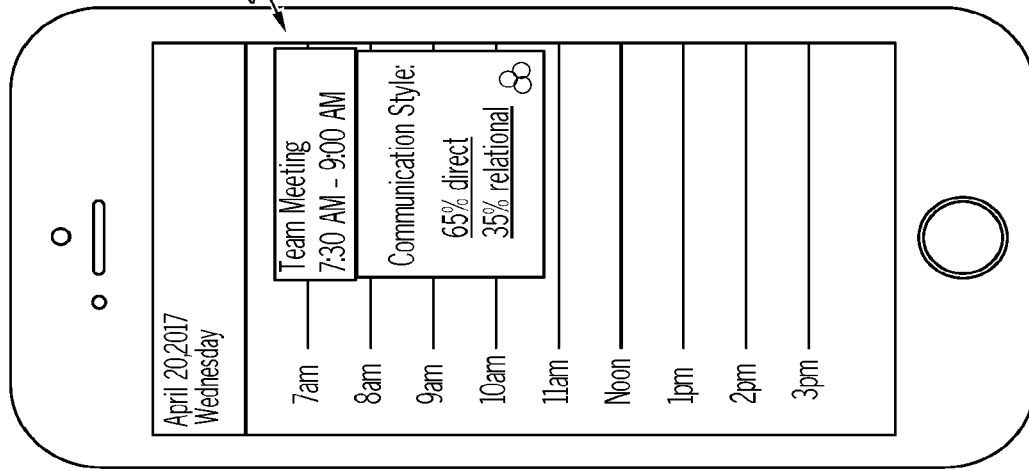 April 20,2017
Wednesday
Team Meeting
7:30 AM - 9:00 AM
Communication Style:
65% direct
35% relational
7am
8am
9am
10am
11am
Noon
1pm
2pm
3pm